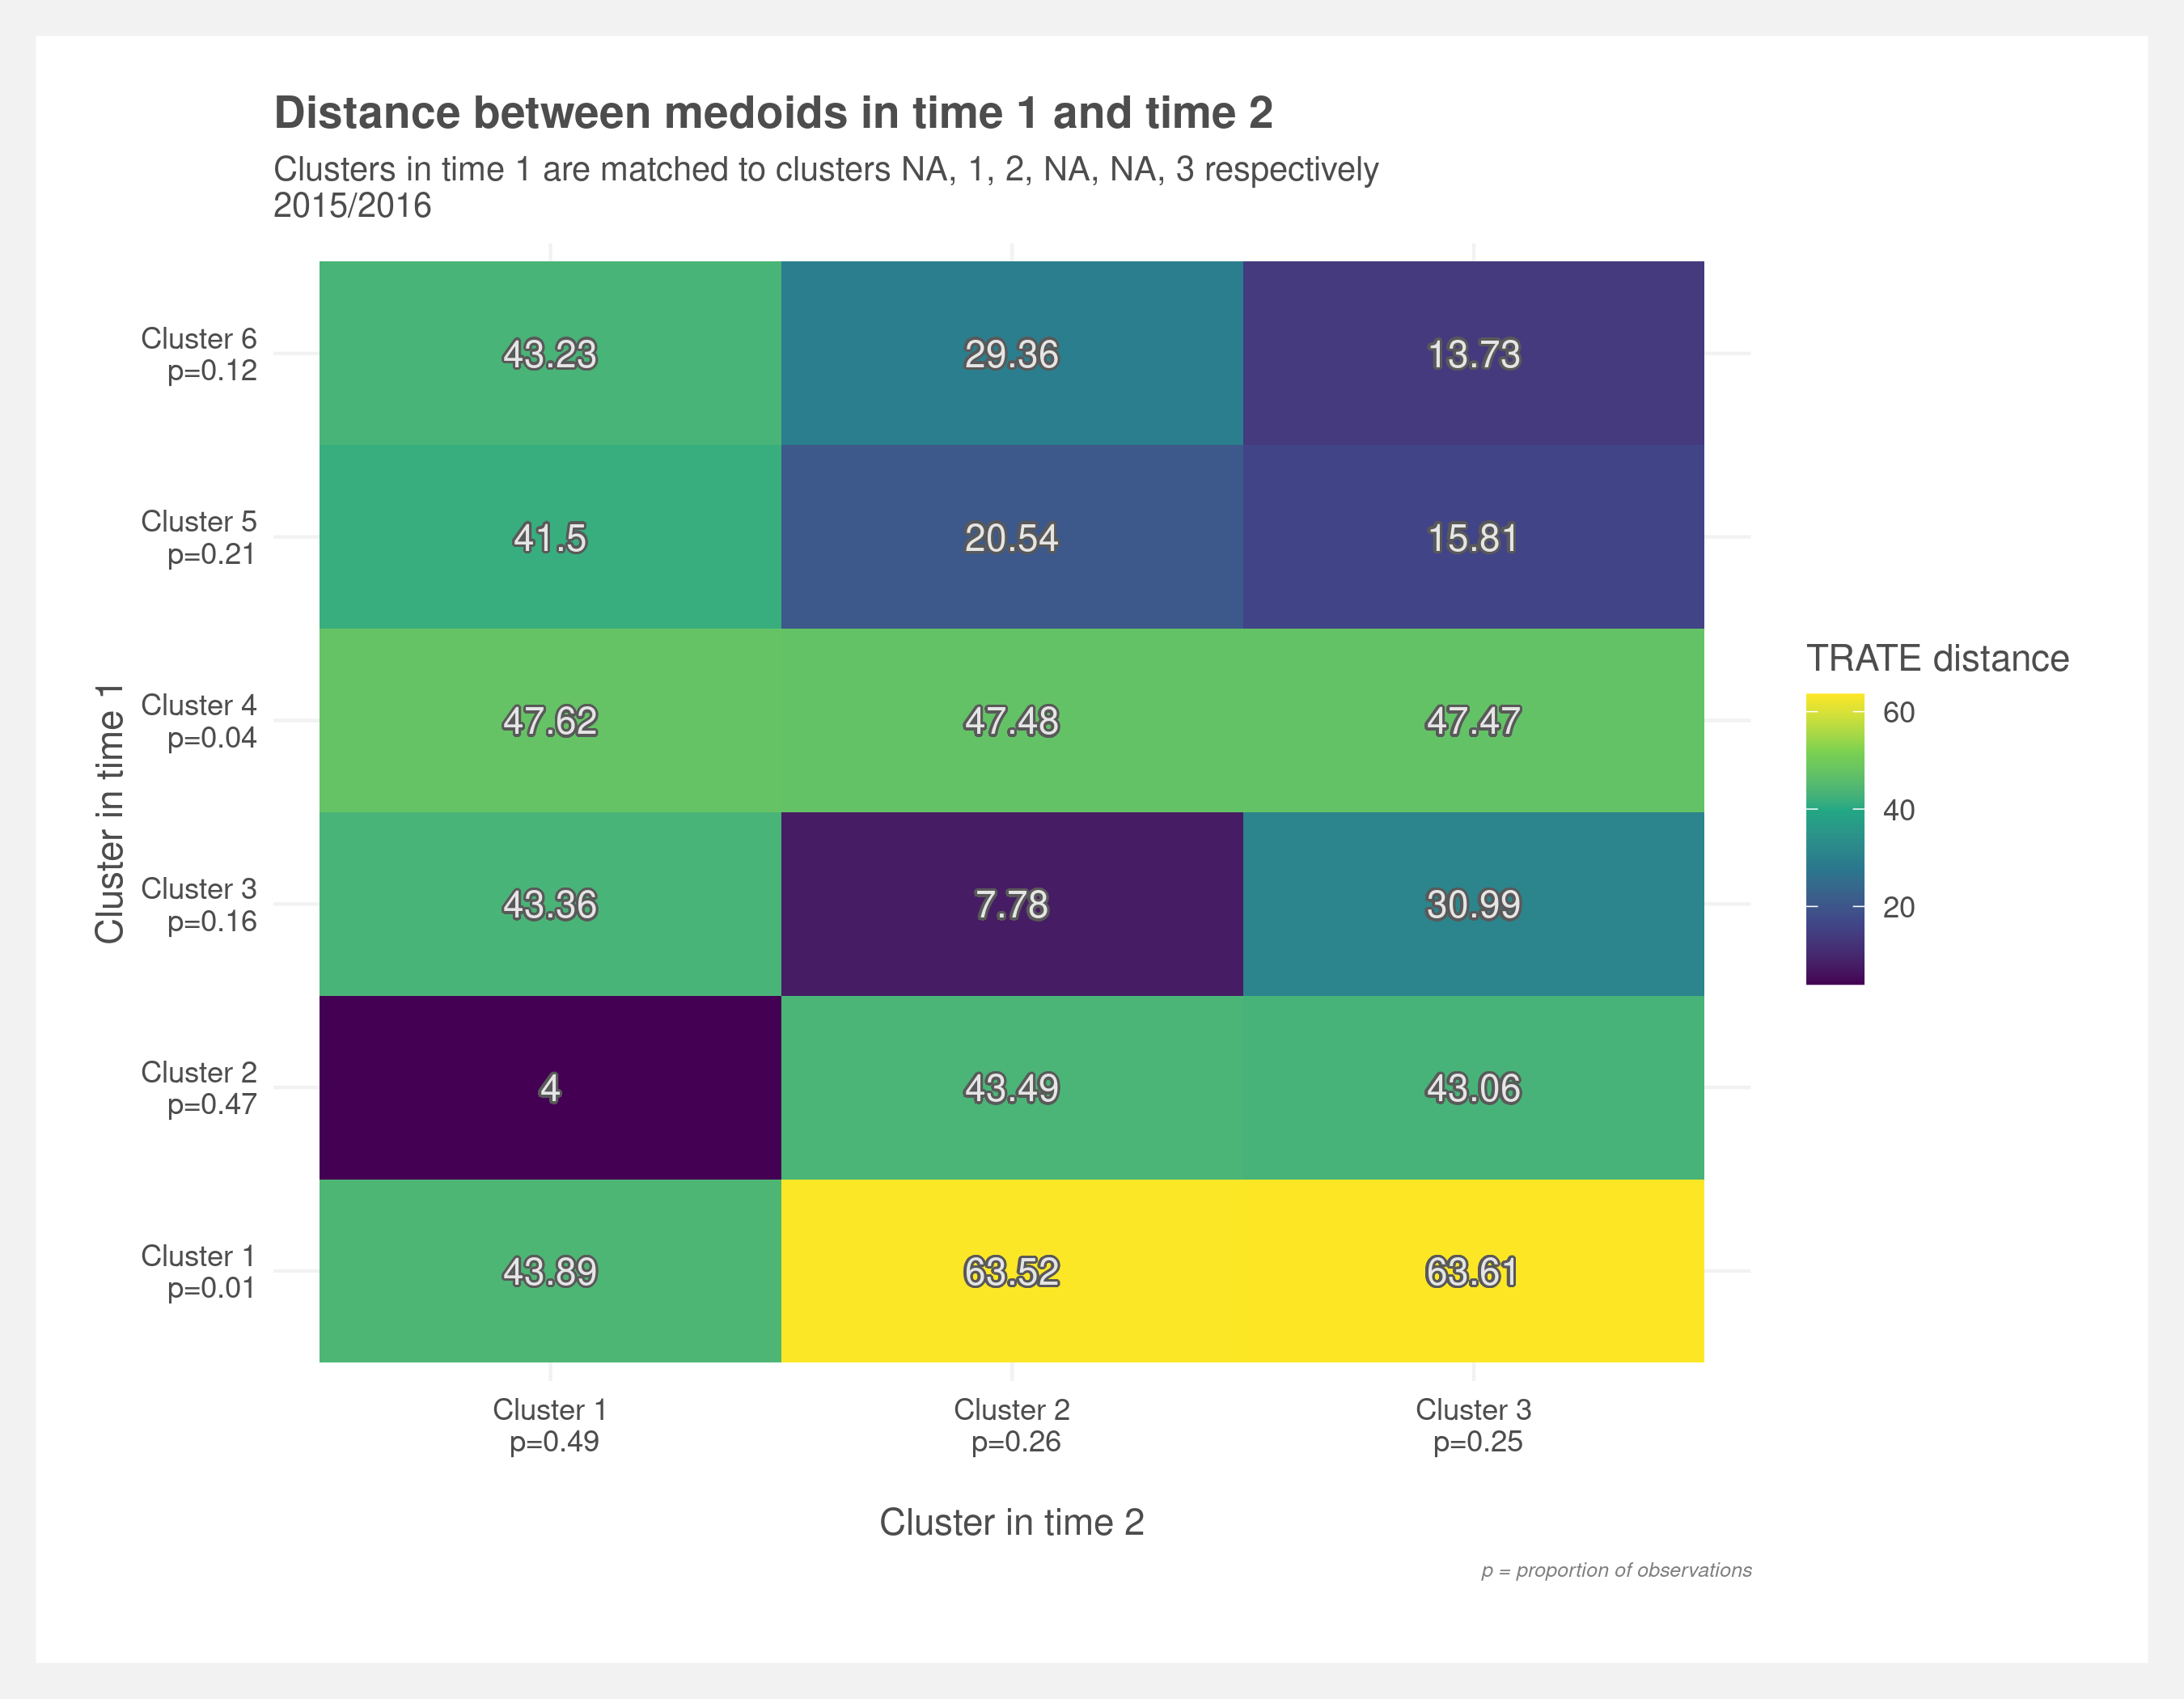 Distance between medoids in time 1 and time 2
Clusters in time 1 are matched to clusters NA, 1, 2, NA, NA, 3 respectively
2015/2016
Cluster in time 1
Cluster 6
p=0.12
43.23
29.36
13.73
Cluster 5
p=0.21
41.5
20.54
15.81
Cluster 4
p=0.04
47.62
47.48
47.47
Cluster 3
p=0.16
43.36
7.78
30.99
Cluster 2
p=0.47
4
43.49
43.06
Cluster 1
p=0.01
43.89
63.52
63.61
Cluster 1
p=0.49
Cluster 2
p=0.26
Cluster 3
p=0.25
Cluster in time 2
TRATE distance
60
40
20
p = proportion of observations